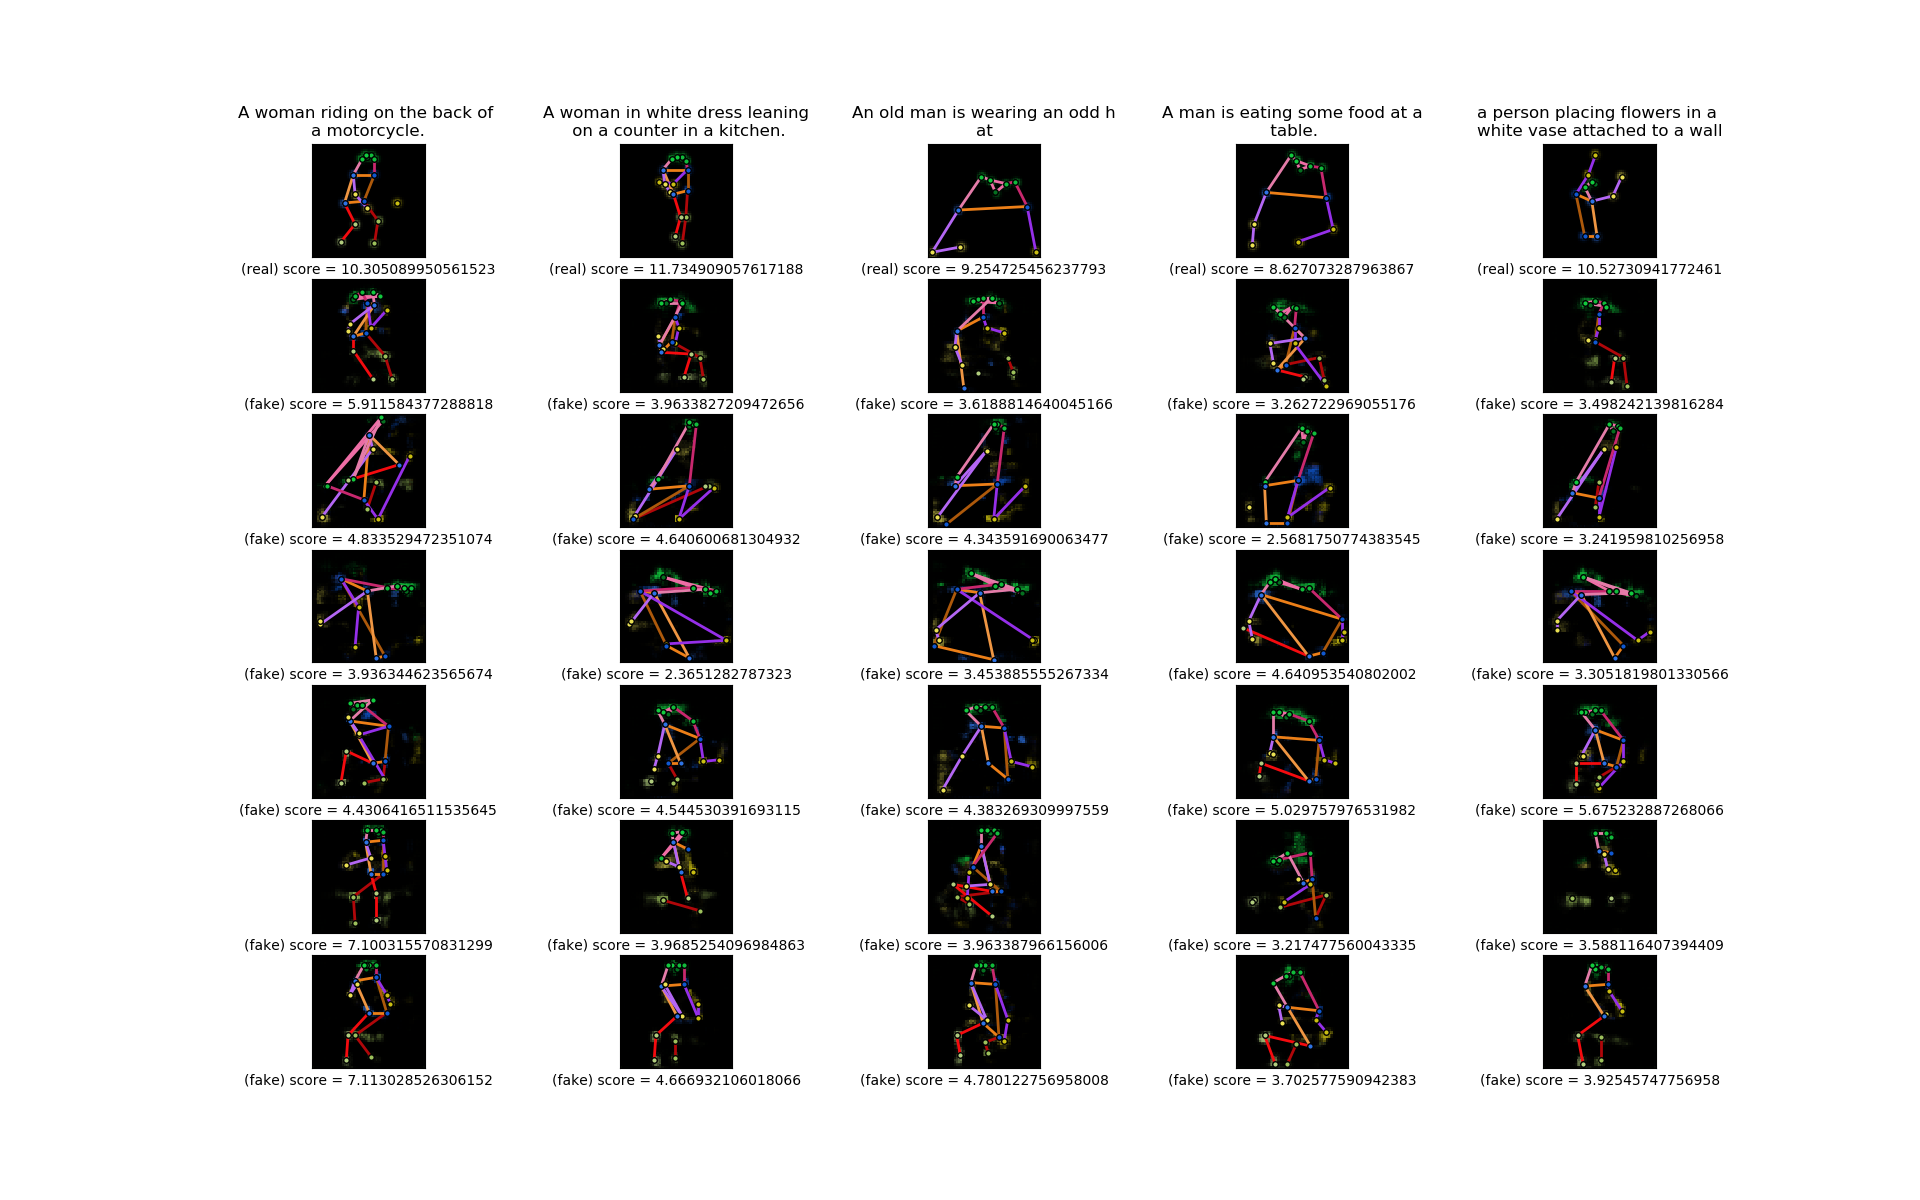 A woman riding on the back of
a motorcycle.
A woman in white dress leaning
on a counter in a kitchen.
An old man is wearing an odd h
at
A man is eating some food at a
table.
a person placing flowers in a
white vase attached to a wall
(real) score = 10.305089950561523
(real) score = 11.734909057617188
(real) score = 9.254725456237793
(real) score = 8.627073287963867
(real) score = 10.52730941772461
(fake) score = 5.911584377288818
(fake) score = 3.9633827209472656
(fake) score = 3.6188814640045166
(fake) score = 3.262722969055176
(fake) score = 3.498242139816284
(fake) score = 4.833529472351074
(fake) score = 4.640600681304932
(fake) score = 4.343591690063477
(fake) score = 2.5681750774383545
(fake) score = 3.241959810256958
(fake) score = 3.936344623565674
(fake) score = 2.3651282787323
(fake) score = 3.453885555267334
(fake) score = 4.640953540802002
(fake) score = 3.3051819801330566
(fake) score = 4.4306416511535645
(fake) score = 4.544530391693115
(fake) score = 4.383269309997559
(fake) score = 5.029757976531982
(fake) score = 5.675232887268066
(fake) score = 7.100315570831299
(fake) score = 3.9685254096984863
(fake) score = 3.963387966156006
(fake) score = 3.217477560043335
(fake) score = 3.588116407394409
(fake) score = 7.113028526306152
(fake) score = 4.666932106018066
(fake) score = 4.780122756958008
(fake) score = 3.702577590942383
(fake) score = 3.92545747756958